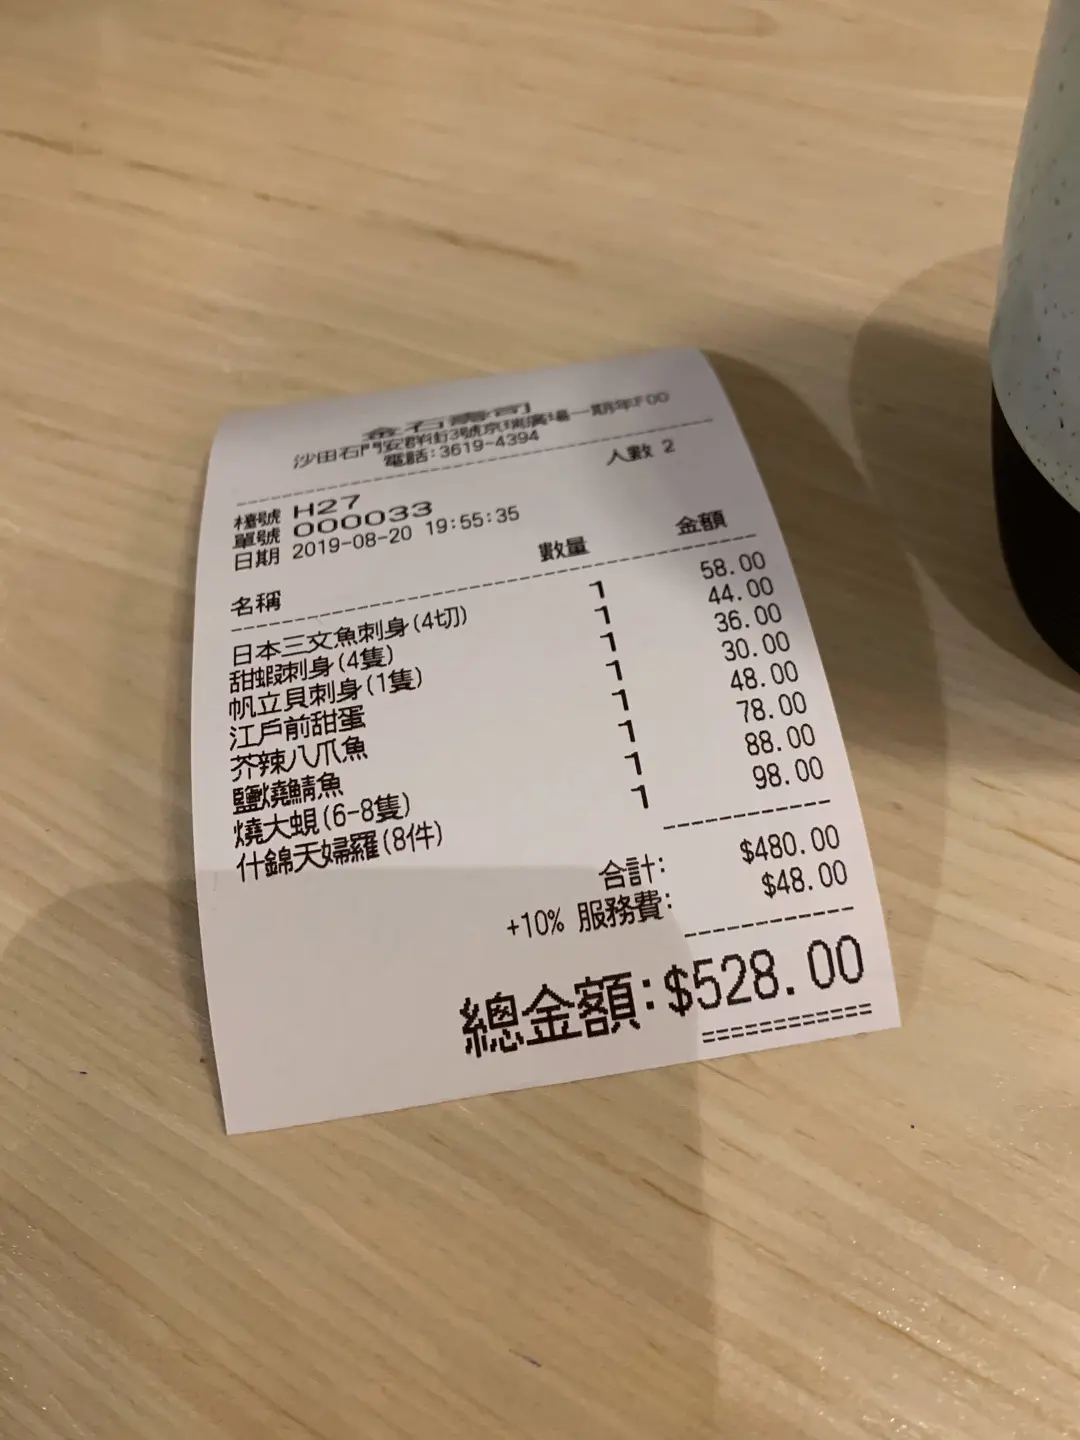 金石壽司
沙田石門安群街3號京瑞廣場一期年F00
電話:3619-4394
人數 2
檯號 H27
單號 000033
日期 2019-08-20 19:55:35
名稱 數量 金額
日本三文魚刺身(4切) 1 58.00
甜蝦刺身(4隻) 1 44.00
帆立貝刺身(1隻) 1 36.00
江戶前甜蛋 1 30.00
芥辣八爪魚 1 48.00
鹽燒鯖魚 1 78.00
燒大蜆(6-8隻) 1 88.00
什錦天婦羅(8件) 1 98.00
合計: $480.00
+10% 服務費: $48.00
總金額:$528.00